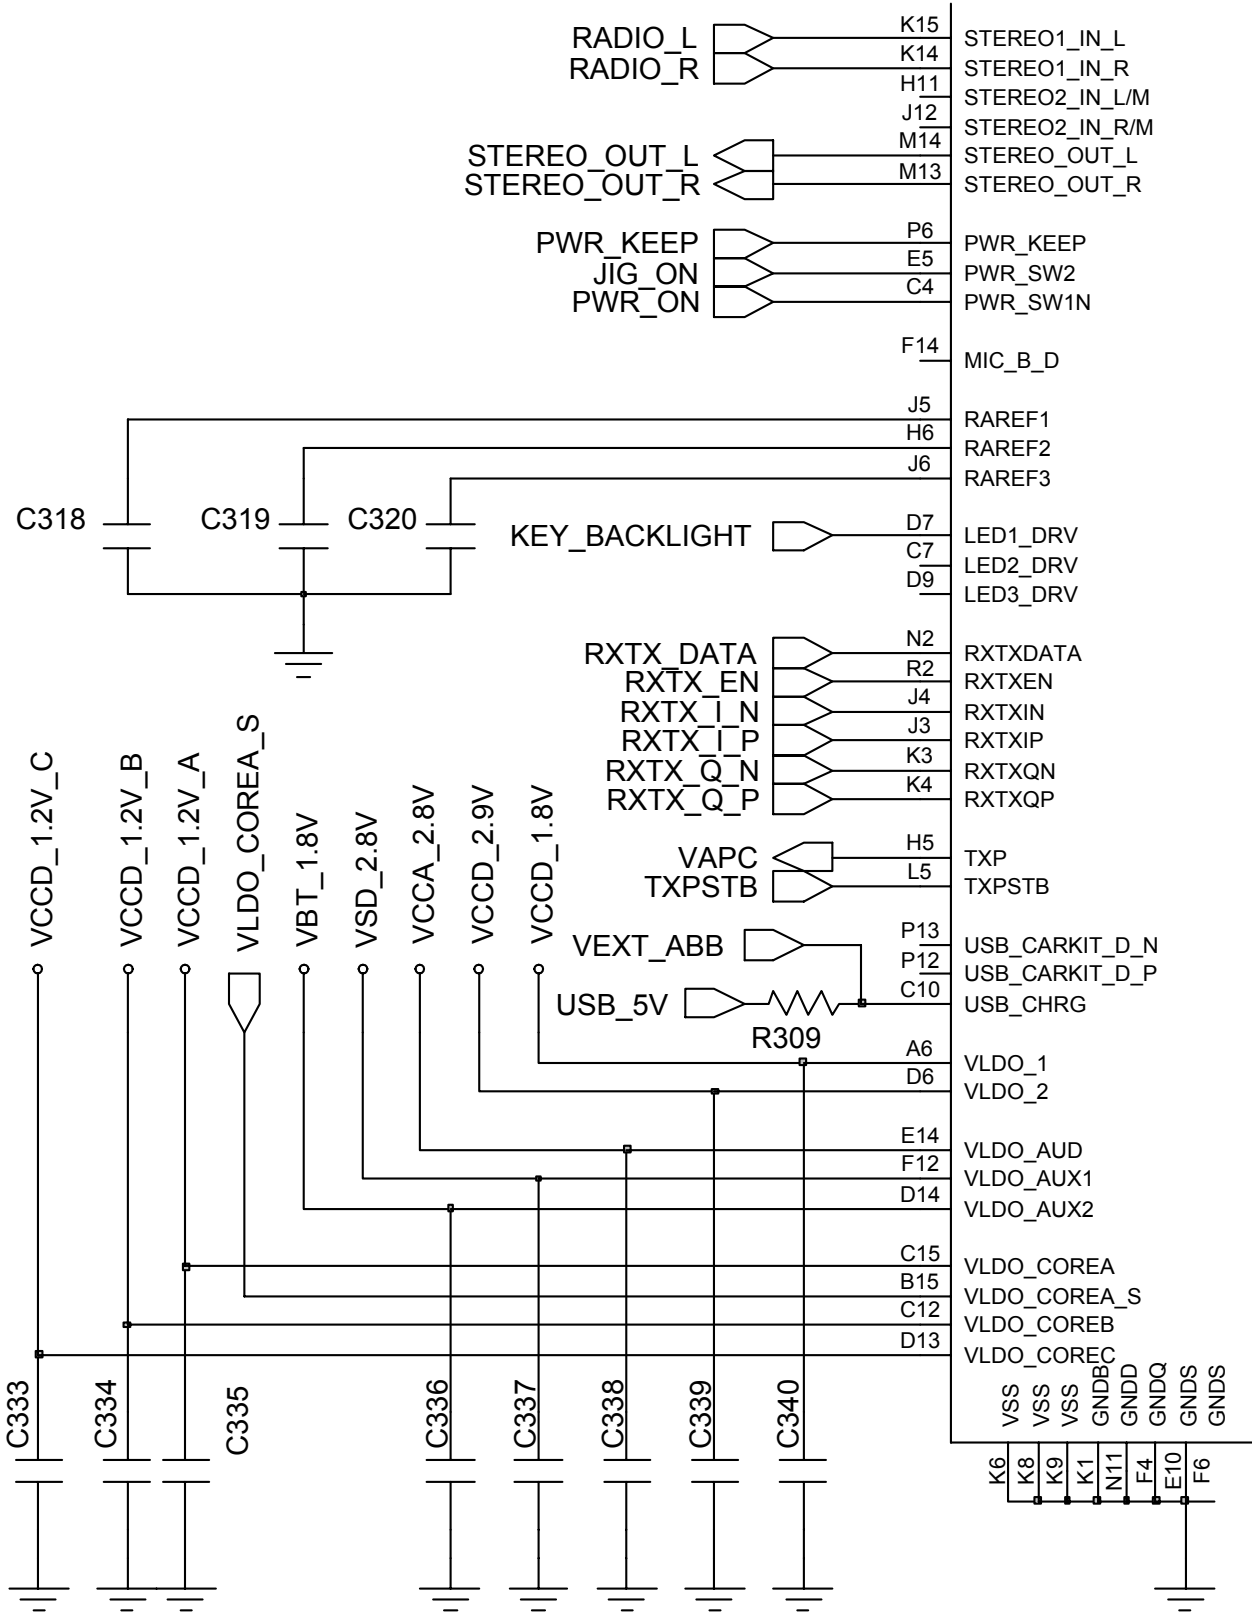 RADIO_L
K15
STEREO1_IN_L
RADIO_R
K14
STEREO1_IN_R
H11
STEREO2_IN_L/M
J12
STEREO2_IN_R/M
STEREO_OUT_L
M14
STEREO_OUT_L
STEREO_OUT_R
M13
STEREO_OUT_R
PWR_KEEP
P6
PWR_KEEP
JIG_ON
E5
PWR_SW2
PWR_ON
C4
PWR_SW1N
F14
MIC_B_D
J5
RAREF1
H6
RAREF2
J6
RAREF3
C318
C319
C320
KEY_BACKLIGHT
D7
LED1_DRV
C7
LED2_DRV
D9
LED3_DRV
RXTX_DATA
N2
RXTXDATA
RXTX_EN
R2
RXTXEN
RXTX_I_N
J4
RXTXIN
RXTX_I_P
J3
RXTXIP
RXTX_Q_N
K3
RXTXQN
RXTX_Q_P
K4
RXTXQP
VCCD_1.2V_C
VCCD_1.2V_B
VCCD_1.2V_A
VLDO_COREA_S
VBT_1.8V
VSD_2.8V
VCCA_2.8V
VCCD_2.9V
VCCD_1.8V
VAPC
H5
TXP
TXPSTB
L5
TXPSTB
VEXT_ABB
P13
USB_CARKIT_D_N
P12
USB_CARKIT_D_P
USB_5V
R309
C10
USB_CHRG
A6
VLDO_1
D6
VLDO_2
E14
VLDO_AUD
F12
VLDO_AUX1
D14
VLDO_AUX2
C15
VLDO_COREA
B15
VLDO_COREA_S
C12
VLDO_COREB
D13
VLDO_COREC
C333
C334
C335
C336
C337
C338
C339
C340
VSS
VSS
VSS
GNDB
GNDD
GNDQ
GNDS
GNDS
K6
K8
K9
K1
N11
F4
E10
F6